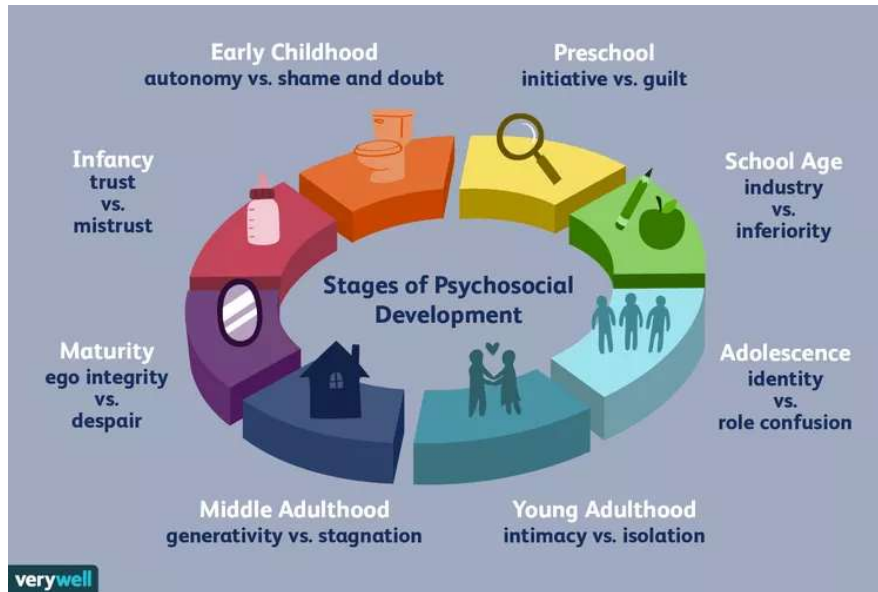 Early Childhood
autonomy vs. shame and doubt
Preschool
initiative vs. guilt
Infancy
trust
vs.
mistrust
School Age
industry
vs.
inferiority
Stages of Psychosocial
Development
Maturity
ego integrity
vs.
despair
Adolescence
identity
vs.
role confusion
Middle Adulthood
generativity vs. stagnation
Young Adulthood
intimacy vs. isolation
verywell